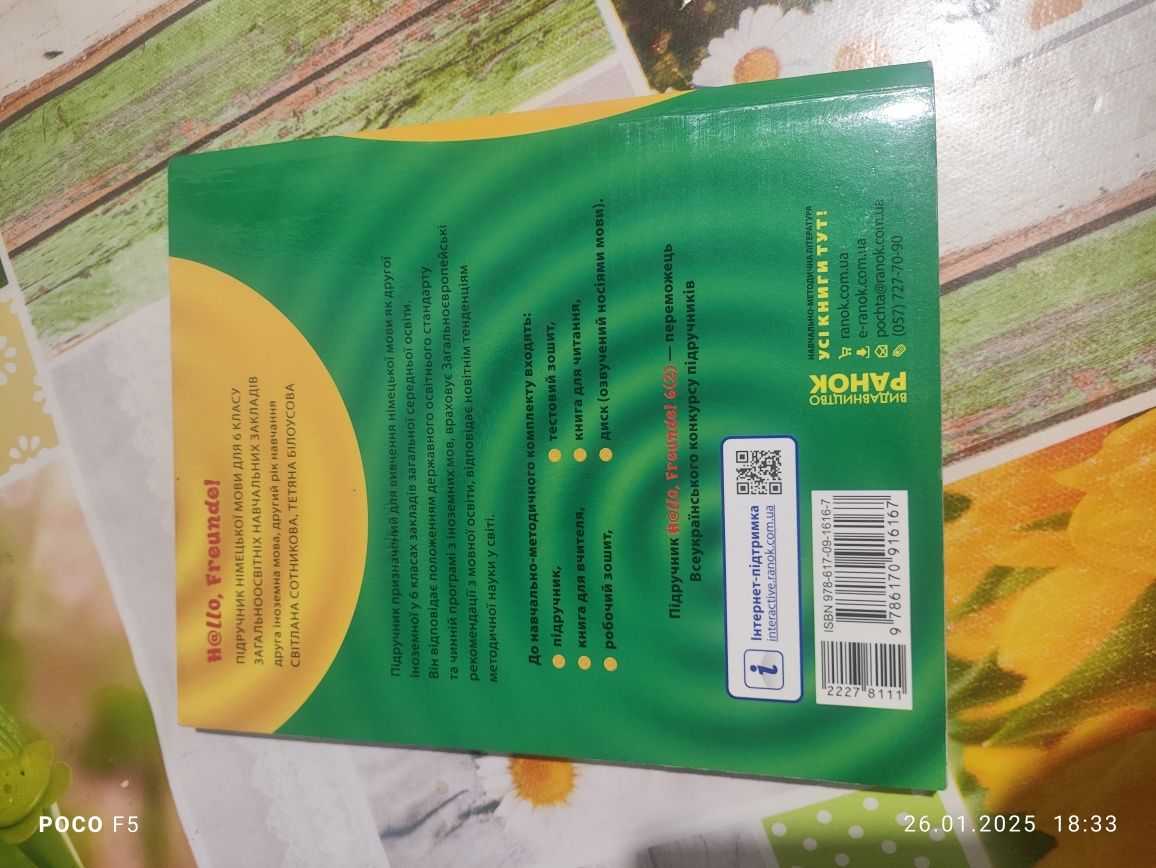 H@llo, Freunde!
ПІДРУЧНИК НІМЕЦЬКОЇ МОВИ ДЛЯ 6 КЛАСУ
ЗАГАЛЬНООСВІТНІХ НАВЧАЛЬНИХ ЗАКЛАДІВ
друга іноземна мова, другий рік навчання
СВІТЛАНА СОТНИКОВА, ТЕТЯНА БІЛОУСОВА
Підручник призначений для вивчення німецької мови як другої
іноземної у 6 класах закладів загальної середньої освіти.
Він відповідає положенням державного освітнього стандарту
та чинній програмі з іноземних мов, враховує Загальноєвропейські
рекомендації з мовної освіти, відповідає новітнім тенденціям
методичної науки у світі.
До навчально-методичного комплекту входять:
підручник,
книга для вчителя,
робочий зошит,
тестовий зошит,
книга для читання,
диск (озвучений носіями мови).
Підручник H@llo, Freunde! 6(2) — переможець
Всеукраїнського конкурсу підручників
i
Інтернет-підтримка
interactive.ranok.com.ua
ISBN 978-617-09-1616-7
9 786170 916167
2227 8111
ВИДАВНИЦТВО
РАНОК
НАВЧАЛЬНО-МЕТОДИЧНА ЛІТЕРАТУРА
УСІ КНИГИ ТУТ!
ranok.com.ua
e-ranok.com.ua
pochta@ranok.com.ua
(057) 727-70-90
POCO F5
26.01.2025 18:33